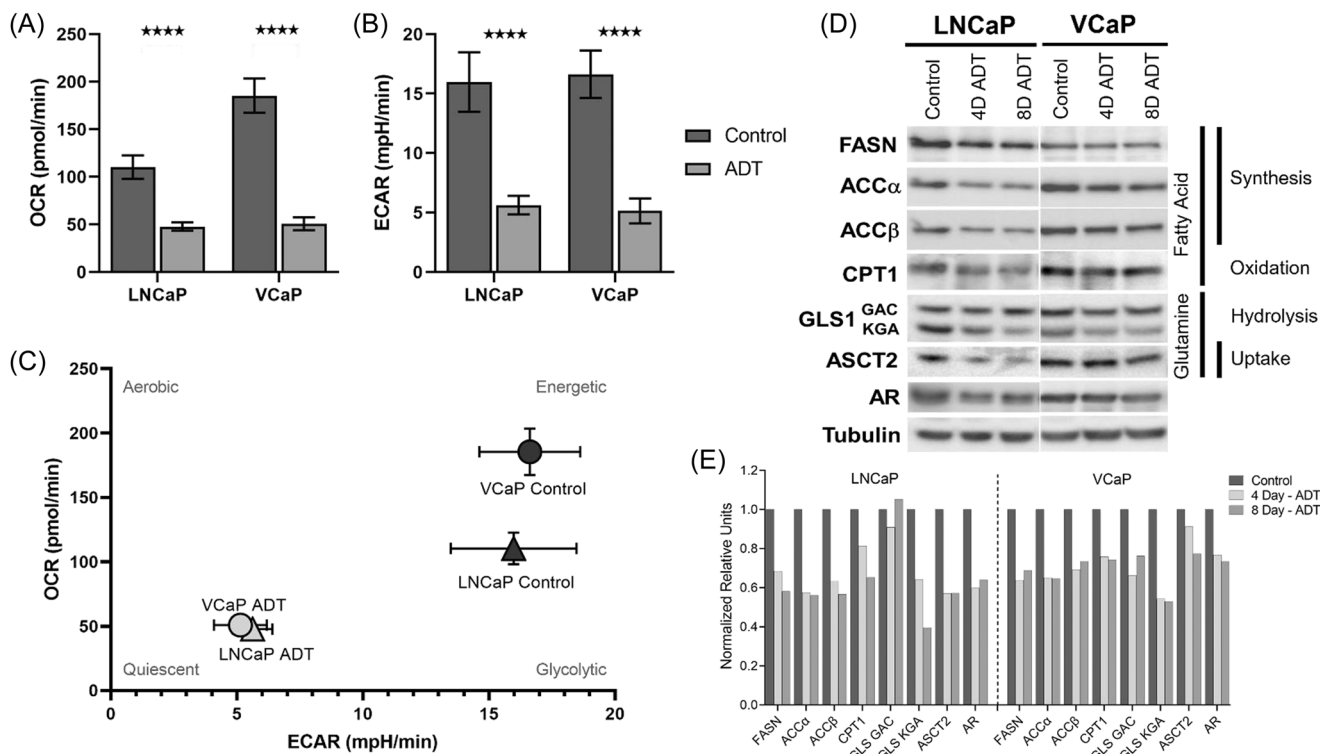 (A)
250
200
150
100
50
0
OCR (pmol/min)
★★★★
★★★★
LNCaP
VCaP
(B)
20
15
10
5
0
ECAR (mpH/min)
★★★★
★★★★
LNCaP
VCaP
Control
ADT
(C)
250
200
150
100
50
0
OCR (pmol/min)
Aerobic
Energetic
VCaP Control
LNCaP Control
VCaP ADT
LNCaP ADT
Quiescent
Glycolytic
0 5 10 15 20
ECAR (mpH/min)
(D)
LNCaP VCaP
Control 4D ADT 8D ADT Control 4D ADT 8D ADT
FASN
ACCα
ACCβ
CPT1
GLS1 GAC
KGA
ASCT2
AR
Tubulin
Fatty Acid
Synthesis
Oxidation
Glutamine
Hydrolysis
Uptake
(E)
LNCaP VCaP
Control
4 Day - ADT
8 Day - ADT
1.2
1.0
0.8
0.6
0.4
0.2
0.0
Normalized Relative Units
FASN ACCα ACCβ CPT1 GLS GAC GLS KGA ASCT2 AR FASN ACCα ACCβ CPT1 GLS GAC GLS KGA ASCT2 AR